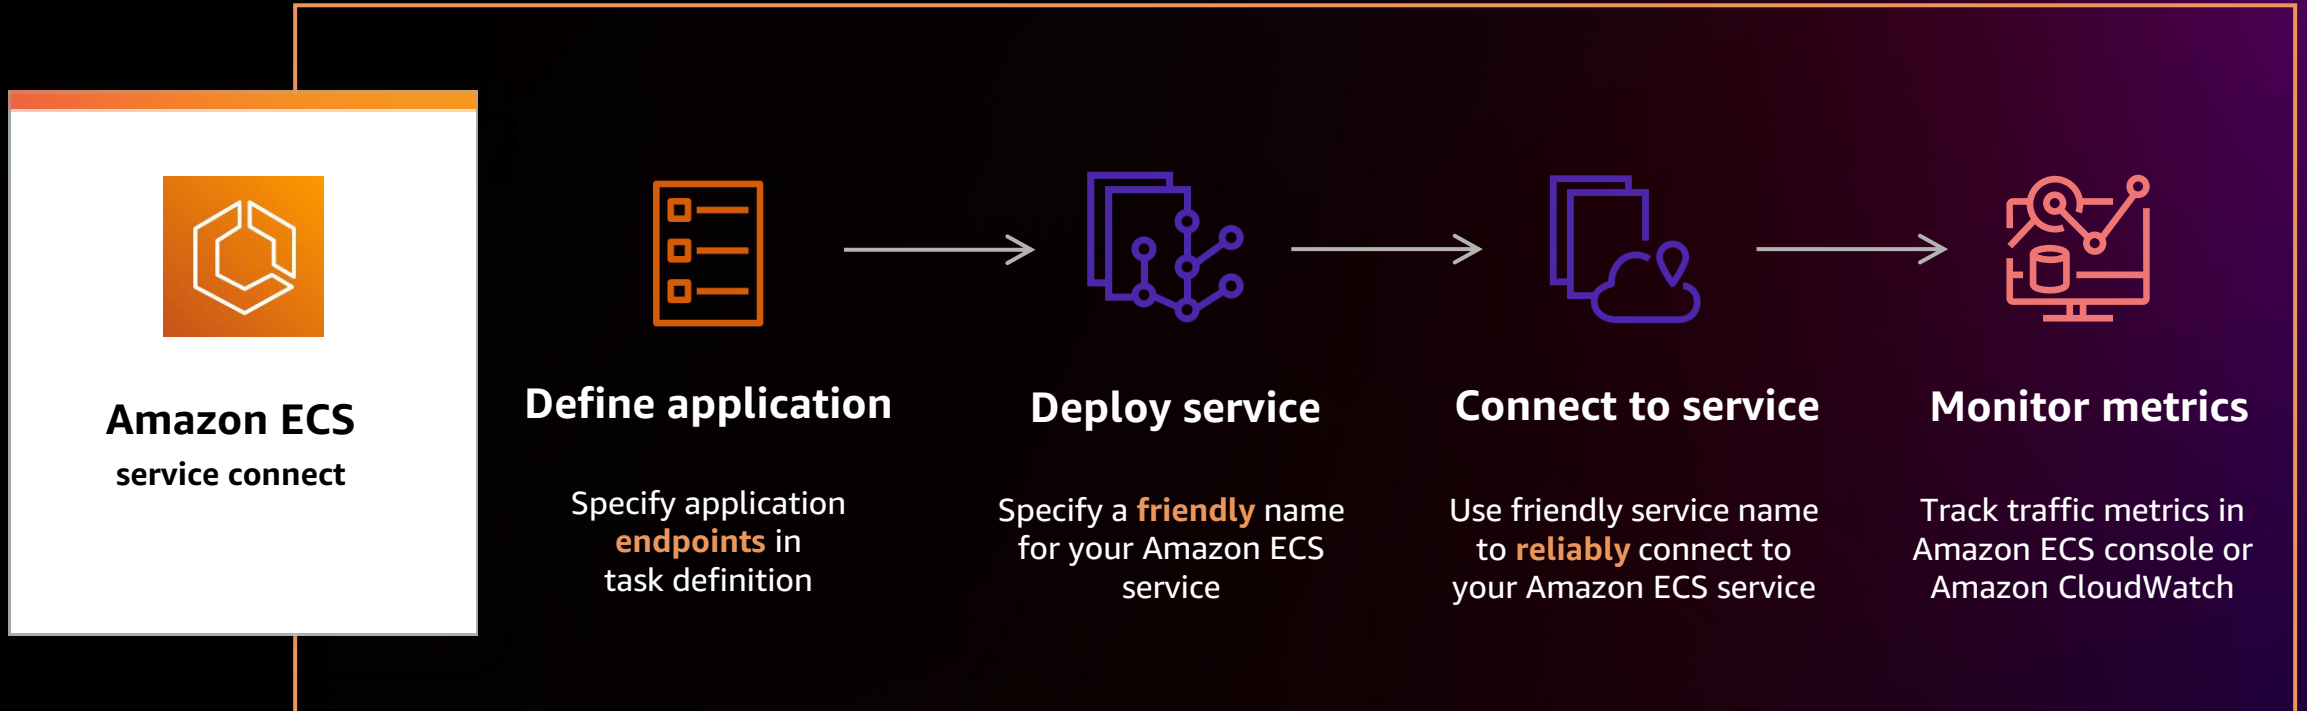 Amazon ECS
service connect
Define application
Specify application
endpoints in
task definition
Deploy service
Specify a friendly name
for your Amazon ECS
service
Connect to service
Use friendly service name
to reliably connect to
your Amazon ECS service
Monitor metrics
Track traffic metrics in
Amazon ECS console or
Amazon CloudWatch